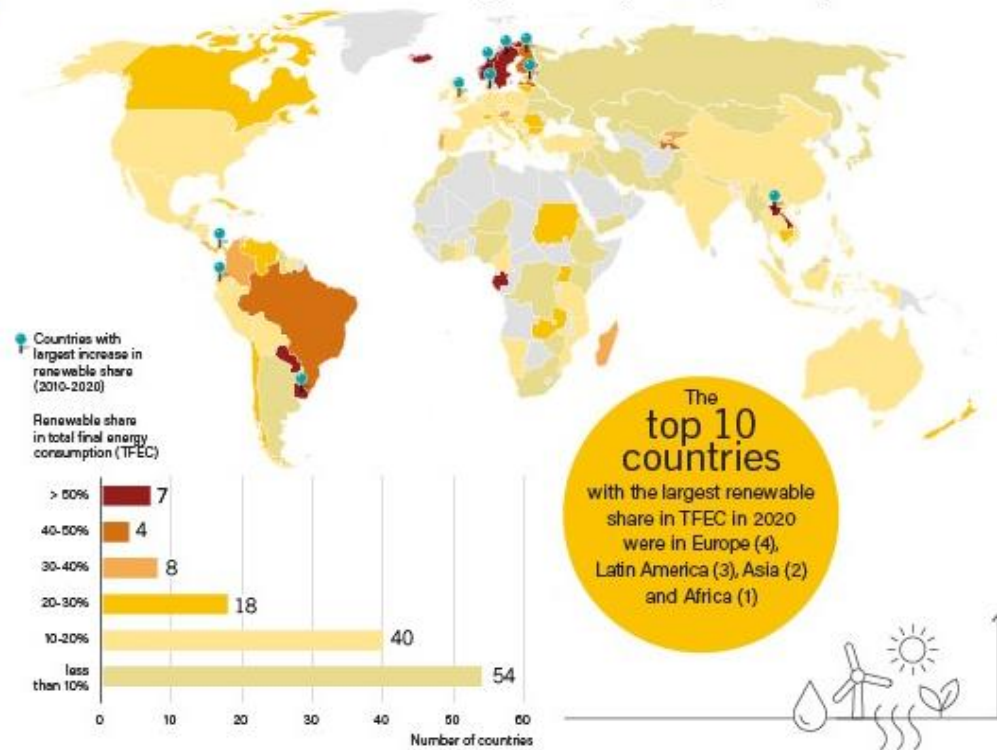 Countries with
largest increase in
renewable share
(2010-2020)
Renewable share
in total final energy
consumption (TFEC)
> 50% 7
40-50% 4
30-40% 8
20-30% 18
10-20% 40
less
than 10% 54
0 10 20 30 40 50 60
Number of countries
The
top 10
countries
with the largest renewable
share in TFEC in 2020
were in Europe (4),
Latin America (3), Asia (2)
and Africa (1)